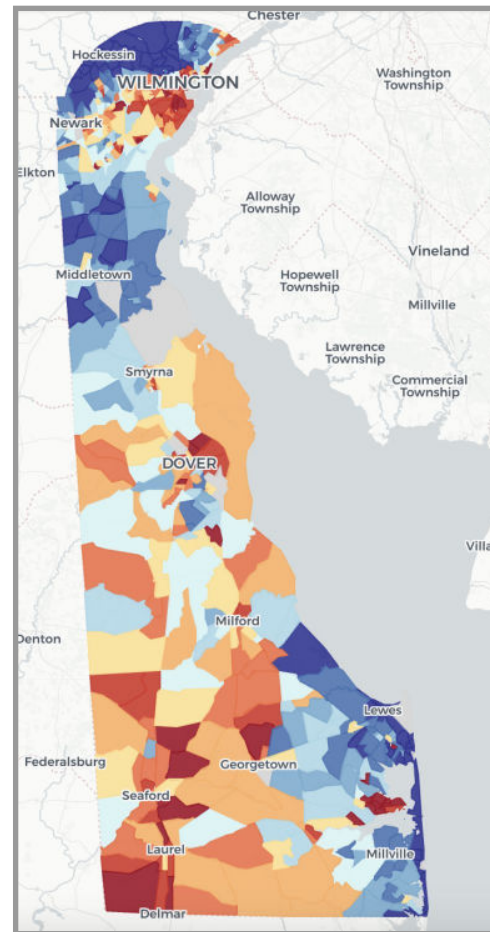 Chester
Hockessin
WILMINGTON
Washington
Township
Newark
Elkton
Alloway
Township
Vineland
Middletown
Hopewell
Township
Millville
Lawrence
Township
Smyrna
Commercial
Township
DOVER
Villa
Milford
Denton
Lewes
Federalsburg
Georgetown
Seaford
Laurel
Millville
Delmar